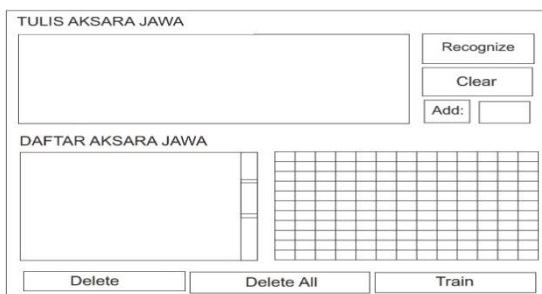 TULIS AKSARA JAWA
Recognize
Clear
Add:
DAFTAR AKSARA JAWA
Delete
Delete All
Train